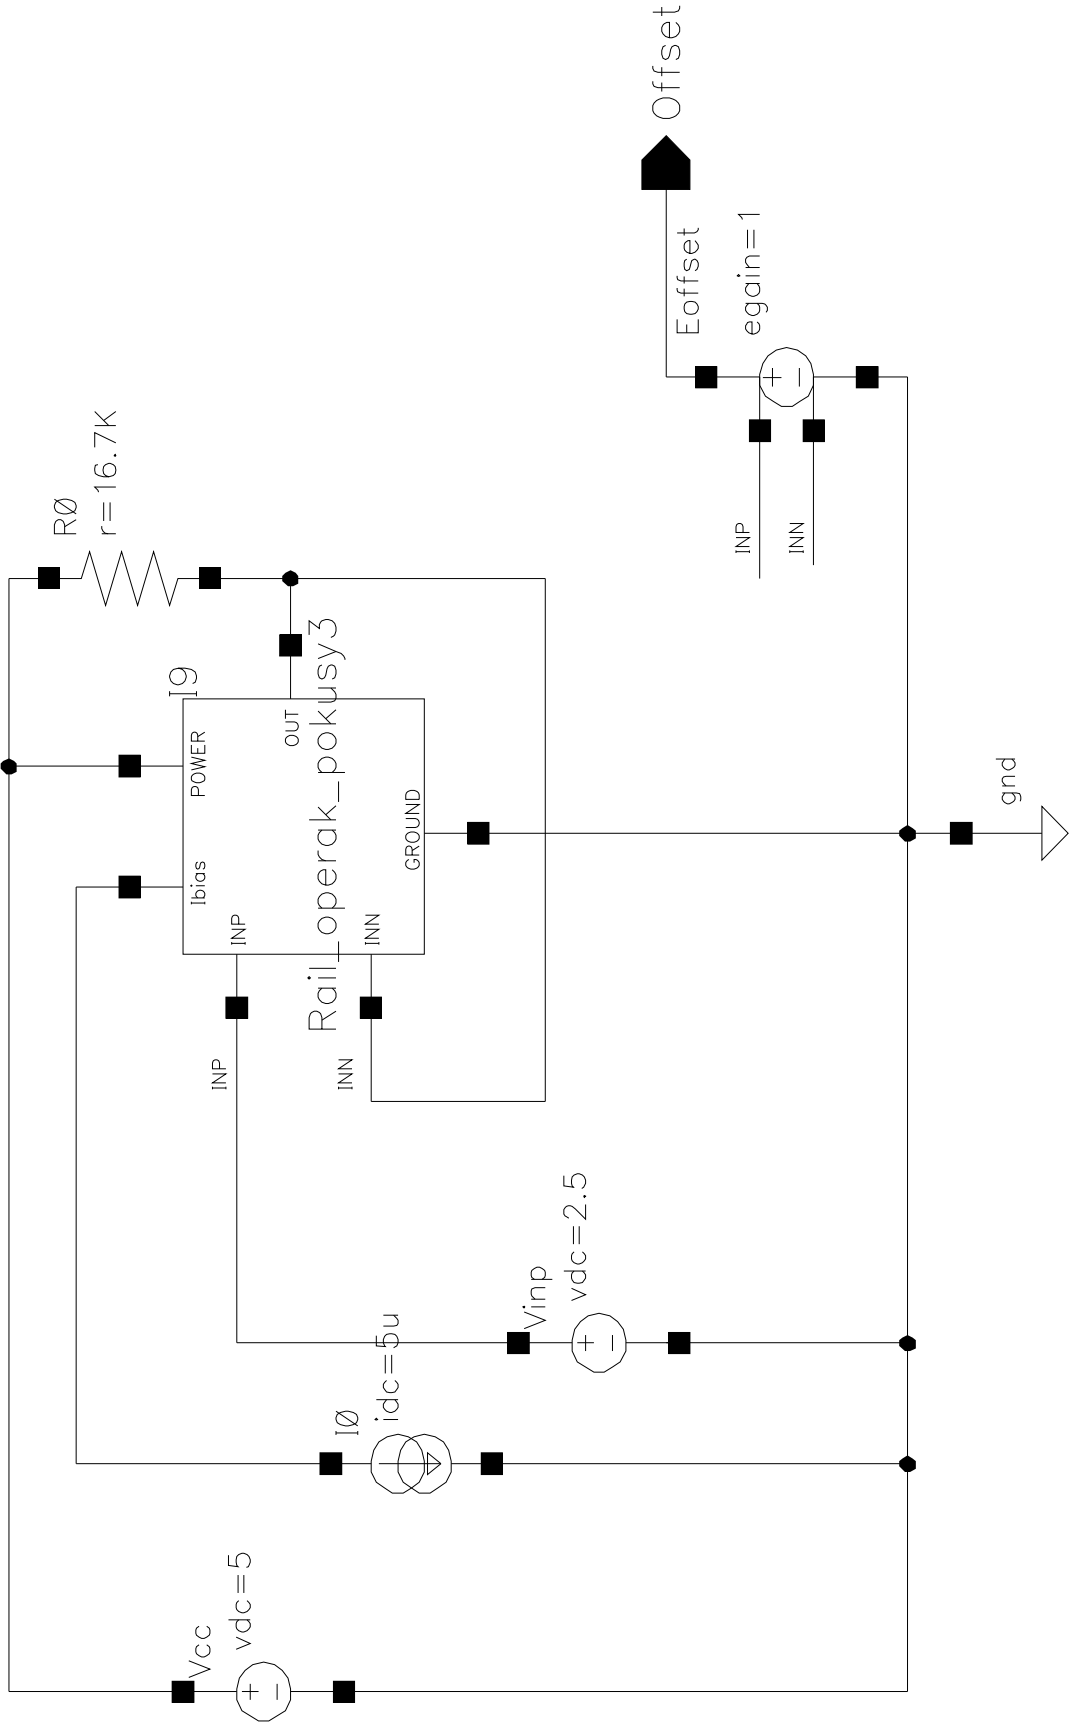 Offset
Eoffset
egain=1
R0
r=16.7K
INP
INN
I9
POWER
OUT
Rail_operak_pokusy3
Ibias
GROUND
INP
INN
gnd
INP
INN
Vinp
vdc=2.5
I0
idc=5u
Vcc
vdc=5